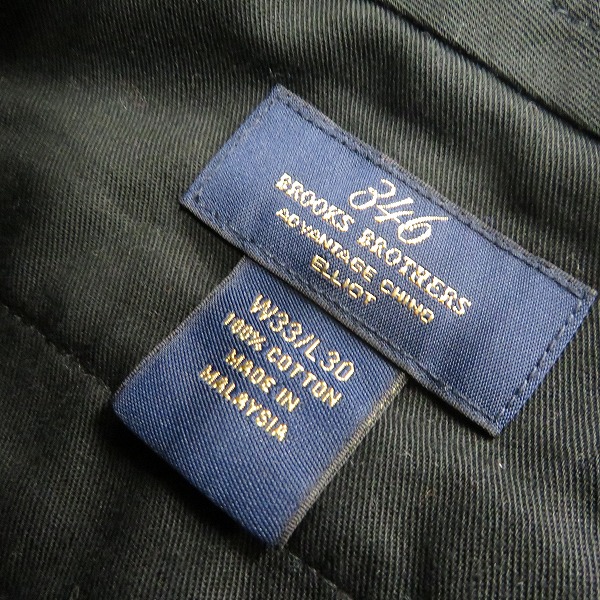 346
BROOKS BROTHERS
ADVANTAGE CHINO
ELLIOT
W33/L30
100% COTTON
MADE IN
MALAYSIA